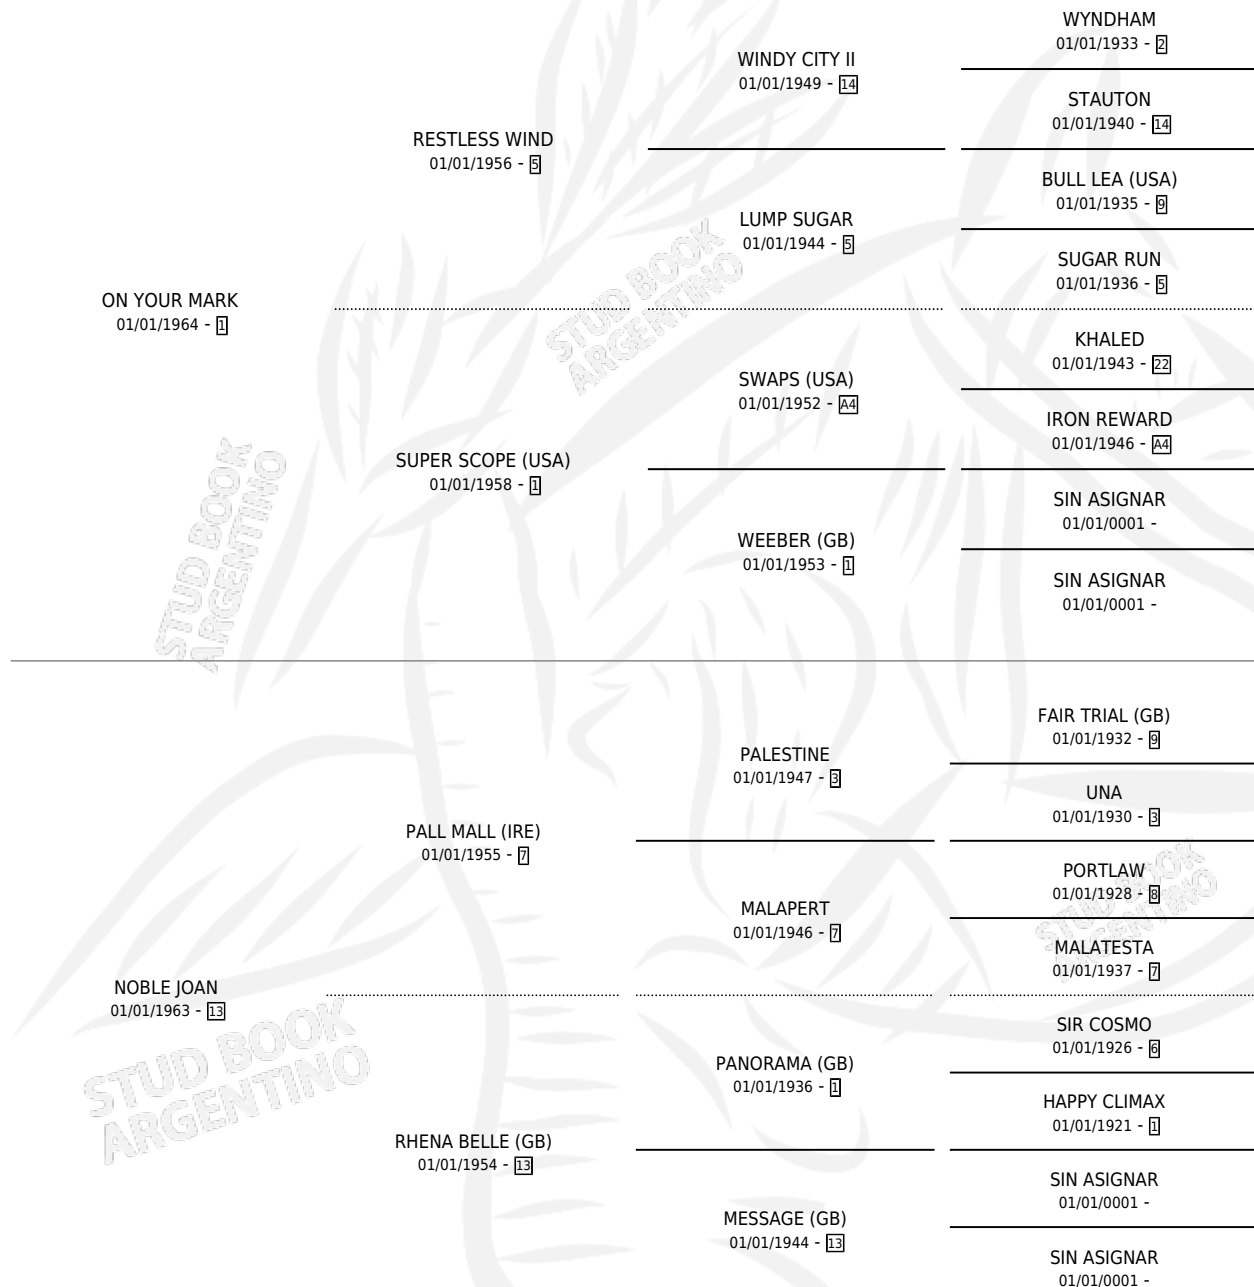 WYNDHAM
01/01/1933 - 2
WINDY CITY II
01/01/1949 - 14
STAUTON
01/01/1940 - 14
RESTLESS WIND
01/01/1956 - 5
BULL LEA (USA)
01/01/1935 - 9
LUMP SUGAR
01/01/1944 - 5
SUGAR RUN
01/01/1936 - 5
ON YOUR MARK
01/01/1964 - 1
KHALED
01/01/1943 - 22
SWAPS (USA)
01/01/1952 - A4
IRON REWARD
01/01/1946 - A4
SUPER SCOPE (USA)
01/01/1958 - 1
SIN ASIGNAR
01/01/0001 -
WEEBER (GB)
01/01/1953 - 1
SIN ASIGNAR
01/01/0001 -
FAIR TRIAL (GB)
01/01/1932 - 9
PALESTINE
01/01/1947 - 3
UNA
01/01/1930 - 3
PALL MALL (IRE)
01/01/1955 - 7
PORTLAW
01/01/1928 - 8
MALAPERT
01/01/1946 - 7
MALATESTA
01/01/1937 - 7
NOBLE JOAN
01/01/1963 - 13
SIR COSMO
01/01/1926 - 6
PANORAMA (GB)
01/01/1936 - 1
HAPPY CLIMAX
01/01/1921 - 1
RHENA BELLE (GB)
01/01/1954 - 13
SIN ASIGNAR
01/01/0001 -
MESSAGE (GB)
01/01/1944 - 13
SIN ASIGNAR
01/01/0001 -
STUD BOOK
ARGENTINO
STUD BOOK
ARGENTINO
STUD BOOK
ARGENTINO
STUD BOOK
ARGENTINO